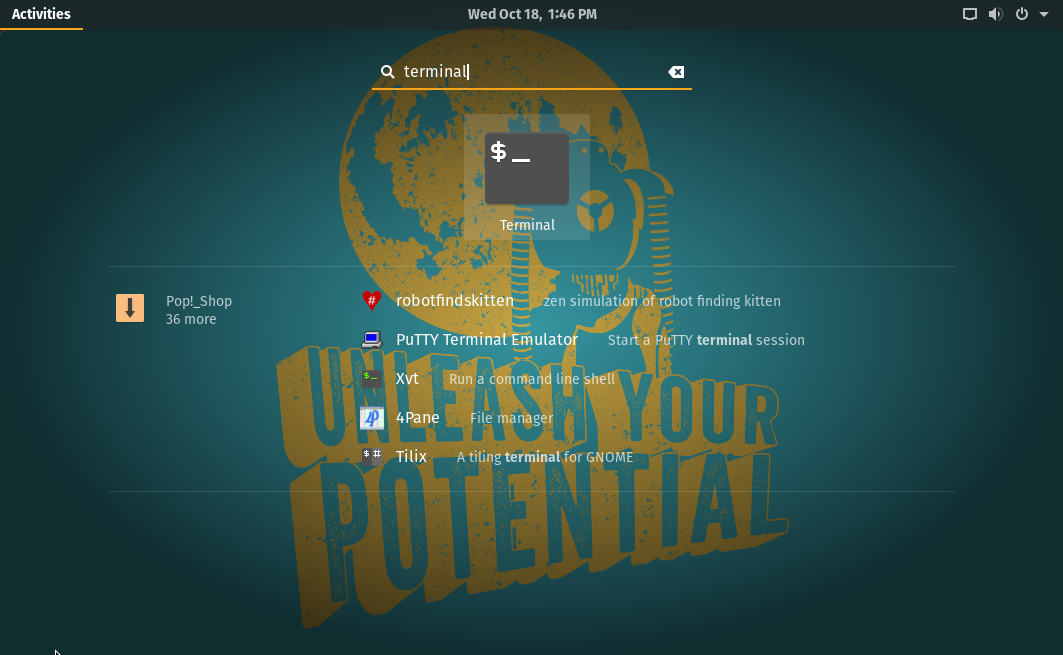 Activities
Wed Oct 18, 1:46 PM
terminal
$_
Terminal
Pop!_Shop
36 more
# robotfindskitten zen simulation of robot finding kitten
PuTTY Terminal Emulator Start a PuTTY terminal session
$_ Xvt Run a command line shell
4P 4Pane File manager
$ # Tilix A tiling terminal for GNOME
UNLEASH YOUR
POTENTIAL